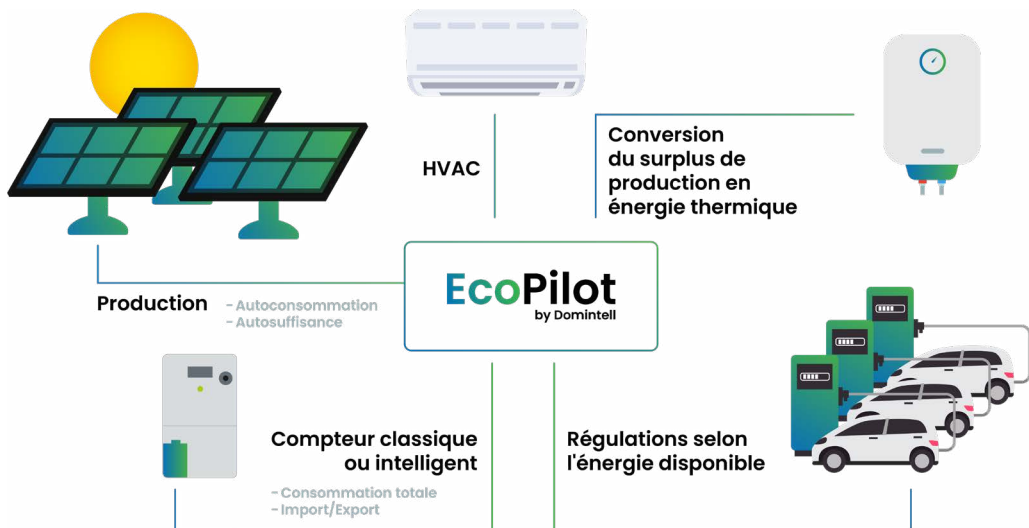 HVAC
Conversion
du surplus de
production en
énergie thermique
EcoPilot
by Domintell
Production
- Autoconsommation
- Autosuffisance
Compteur classique
ou intelligent
- Consommation totale
- Import/Export
Régulations selon
l'énergie disponible